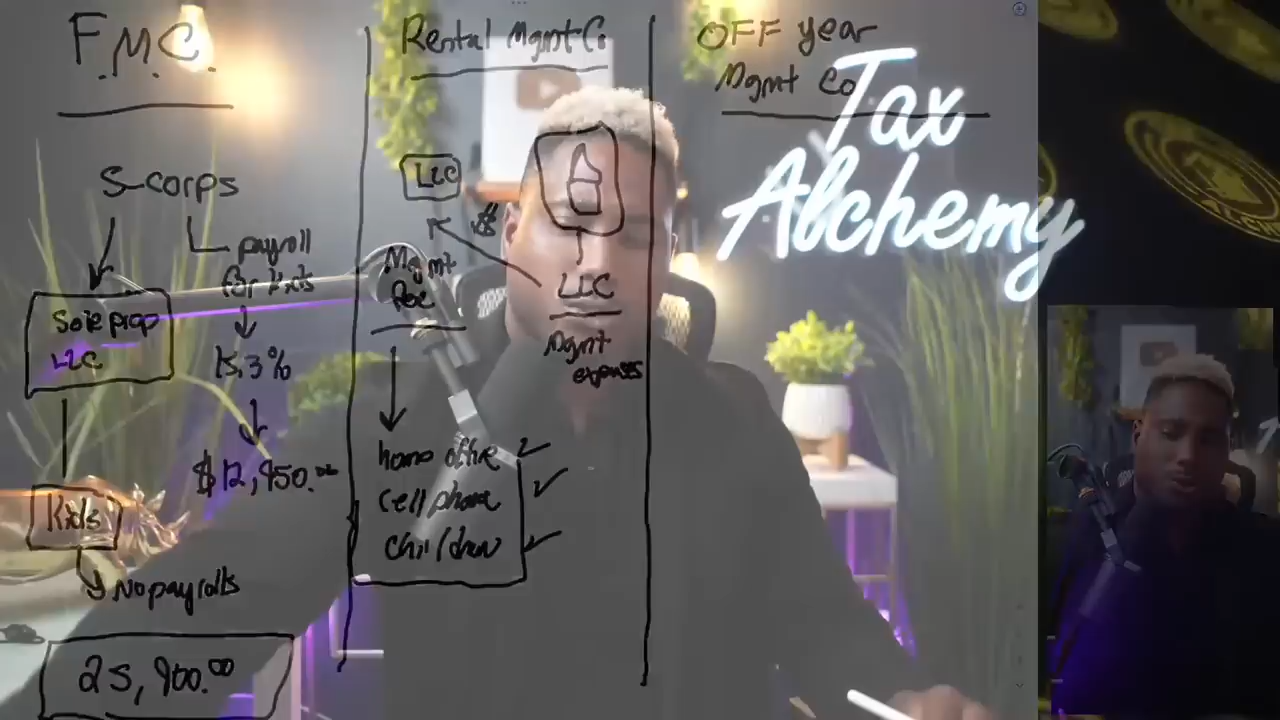 F.M.C.
S-corps
payroll
for kids
15.3%
$12,950.00
Sole prop
LLC
Kids
No payrolls
25,900.00
Rental Mgmt Co
LLC
$
Mgmt
LLC
Mgmt
expenses
home office
cell phone
children
OFF year
Mgmt Co
Tax
Alchemy